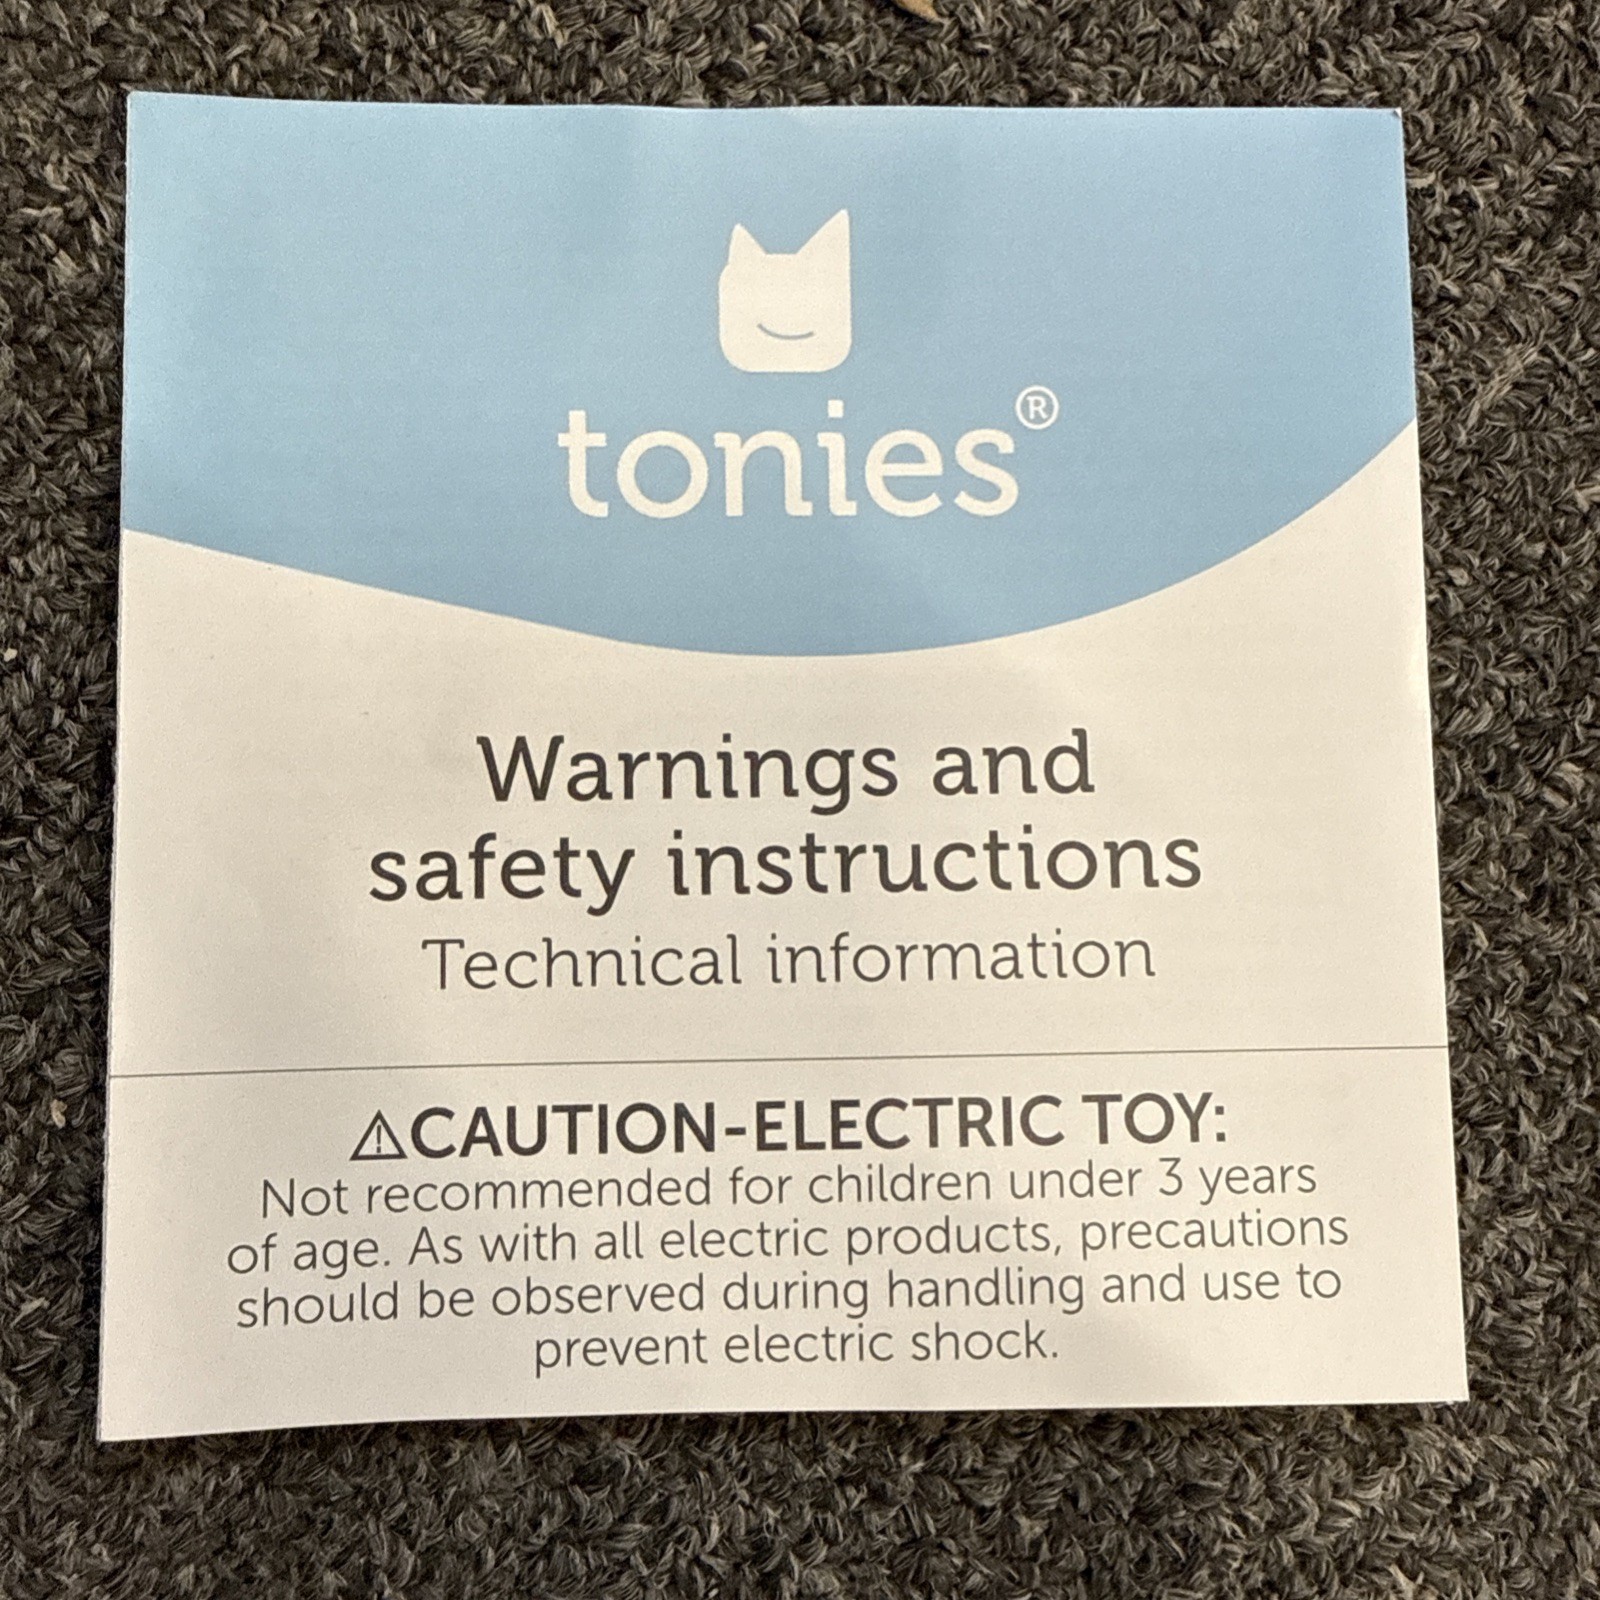 tonies®
Warnings and
safety instructions
Technical information
⚠CAUTION-ELECTRIC TOY:
Not recommended for children under 3 years
of age. As with all electric products, precautions
should be observed during handling and use to
prevent electric shock.